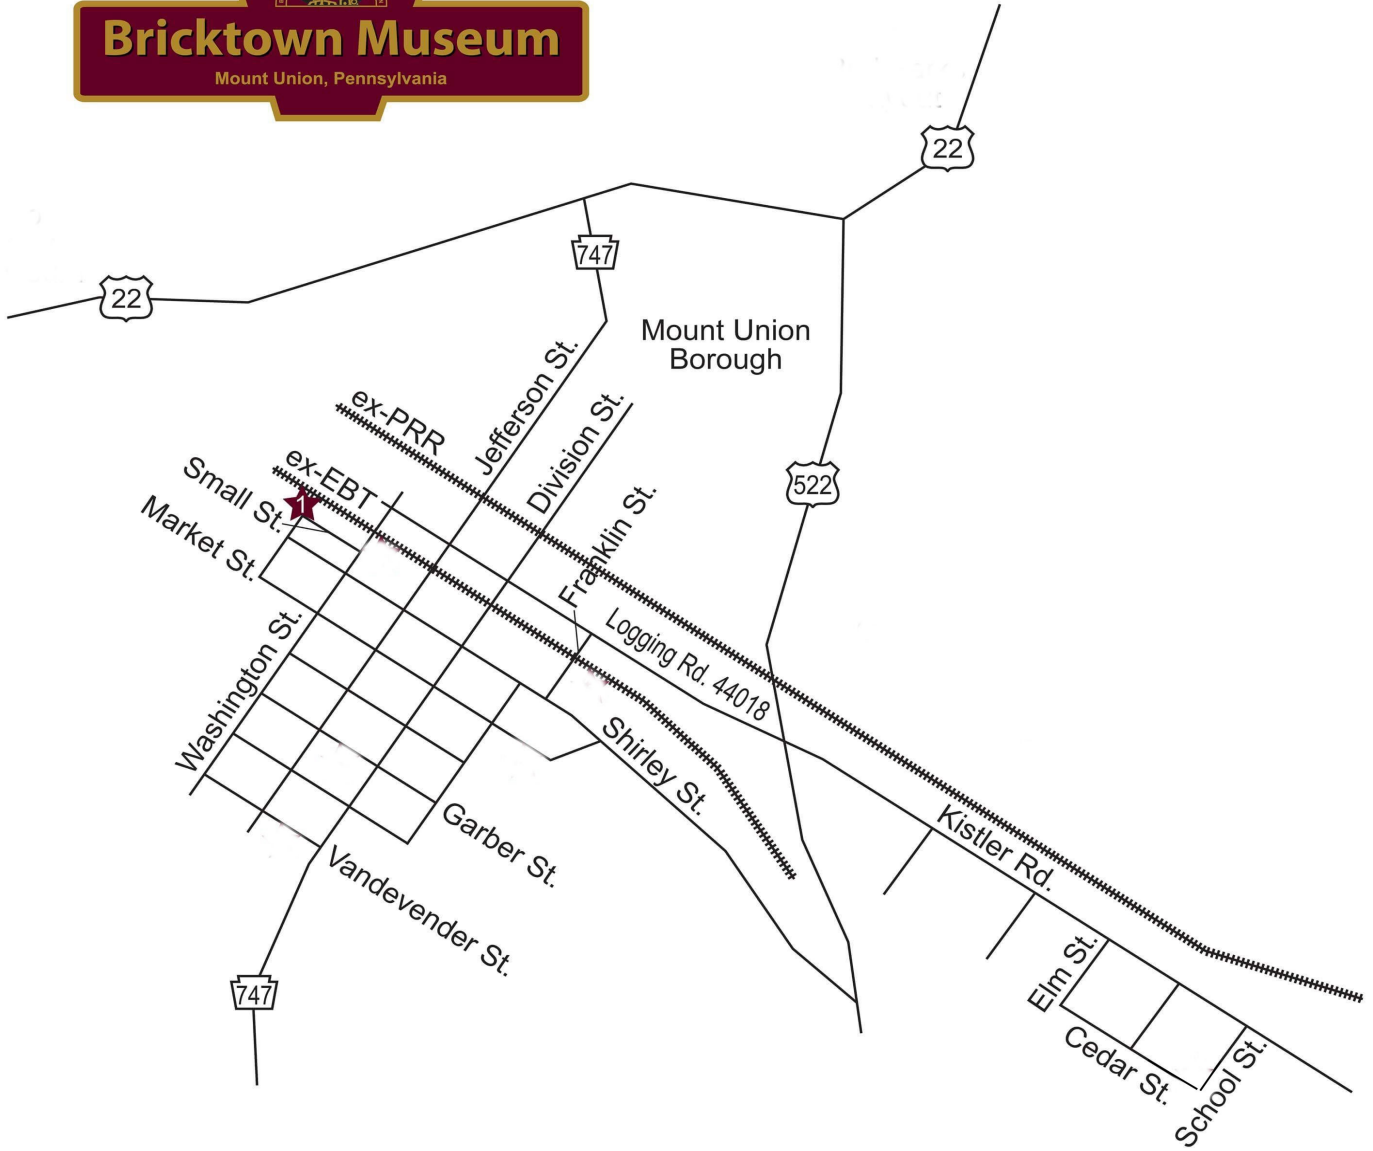 Bricktown Museum
Mount Union, Pennsylvania
22
22
747
Mount Union
Borough
Jefferson St.
ex-PRR
Division St.
ex-EBT
Small St.
1
Market St.
522
Franklin St.
Logging Rd. 44018
Washington St.
Shirley St.
Garber St.
Kistler Rd.
Vandevender St.
747
Elm St.
Cedar St.
School St.